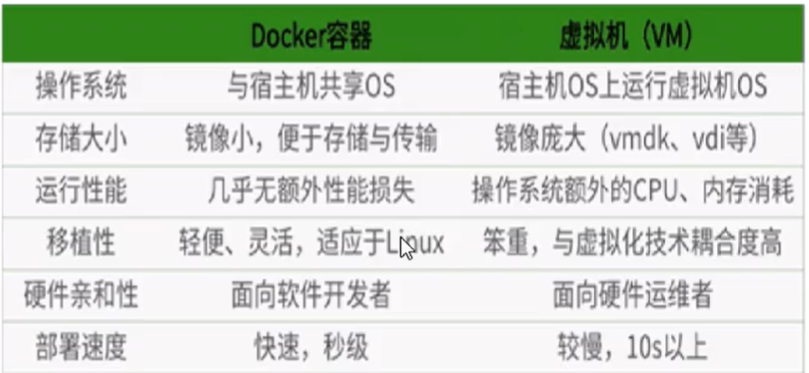 Docker容器 虚拟机（VM）
操作系统 与宿主机共享OS 宿主机OS上运行虚拟机OS
存储大小 镜像小，便于存储与传输 镜像庞大（vmdk、vdi等）
运行性能 几乎无额外性能损失 操作系统额外的CPU、内存消耗
移植性 轻便、灵活，适应于Linux 笨重，与虚拟化技术耦合度高
硬件亲和性 面向软件开发者 面向硬件运维者
部署速度 快速，秒级 较慢，10s以上